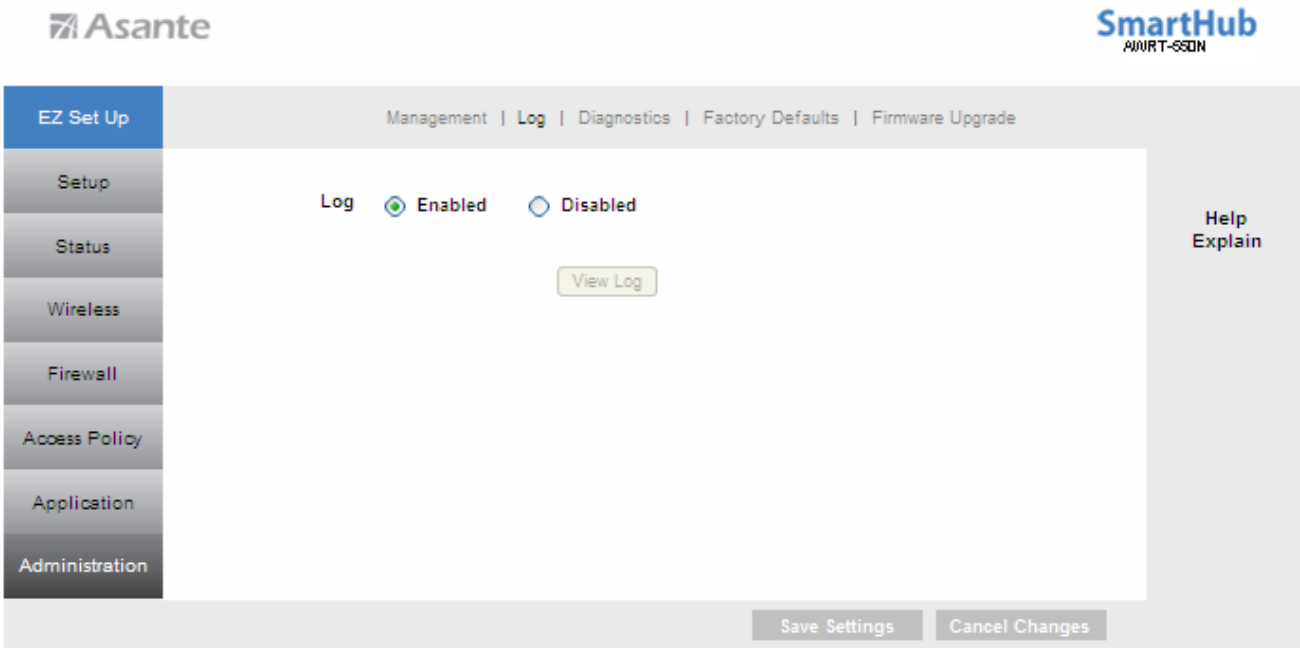 Asante
SmartHub
AWRT-550N
EZ Set Up
Management | Log | Diagnostics | Factory Defaults | Firmware Upgrade
Setup
Status
Wireless
Firewall
Access Policy
Application
Administration
Log Enabled Disabled
View Log
Help
Explain
Save Settings Cancel Changes